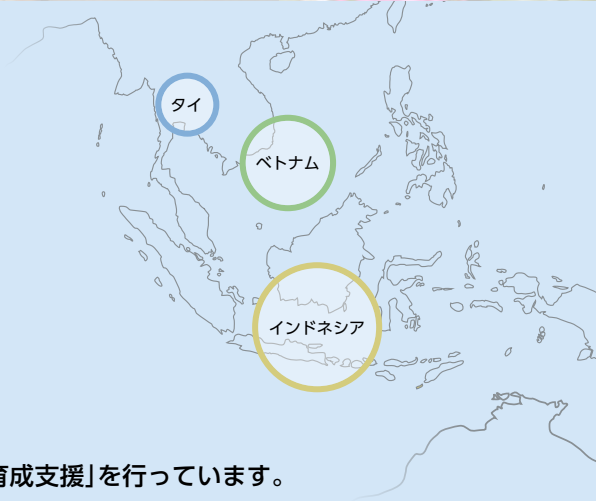 タイ
ベトナム
インドネシア
育成支援」を行っています。